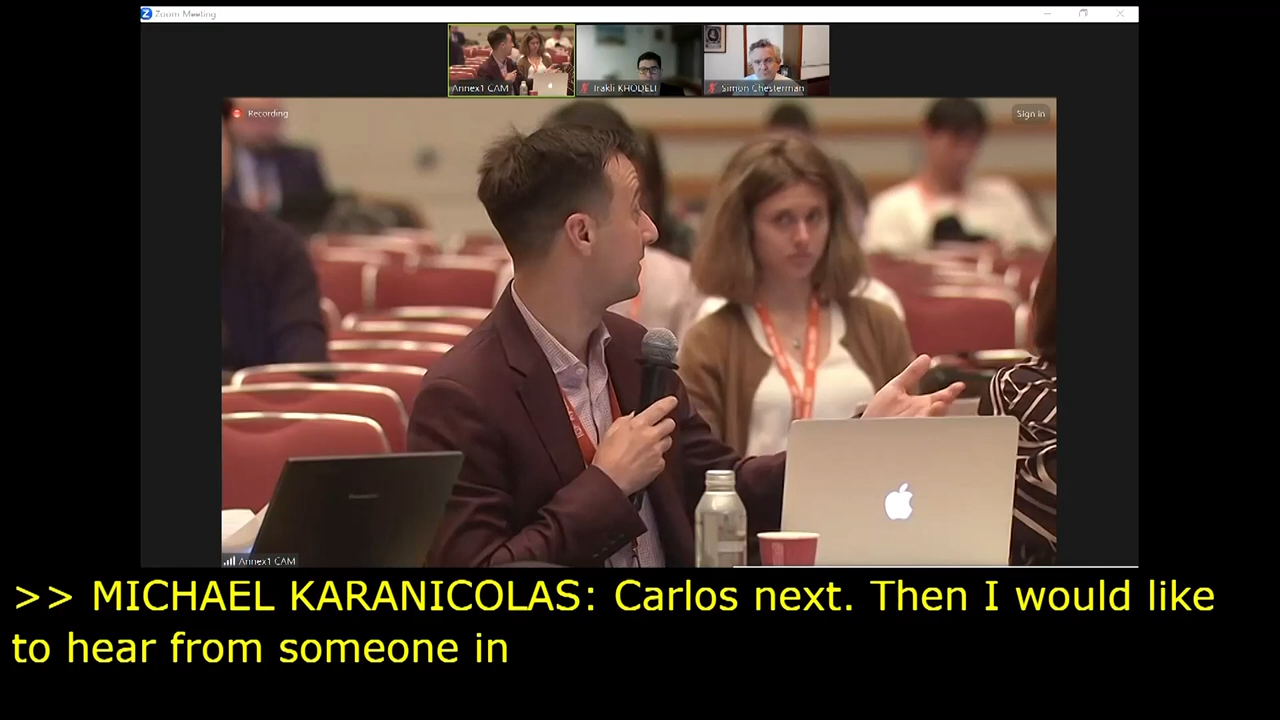 Zoom Meeting
Annex1 CAM
Irakli KHODELI
Simon Chesterman
Recording
Sign in
Annex1 CAM
>> MICHAEL KARANICOLAS: Carlos next. Then I would like
to hear from someone in